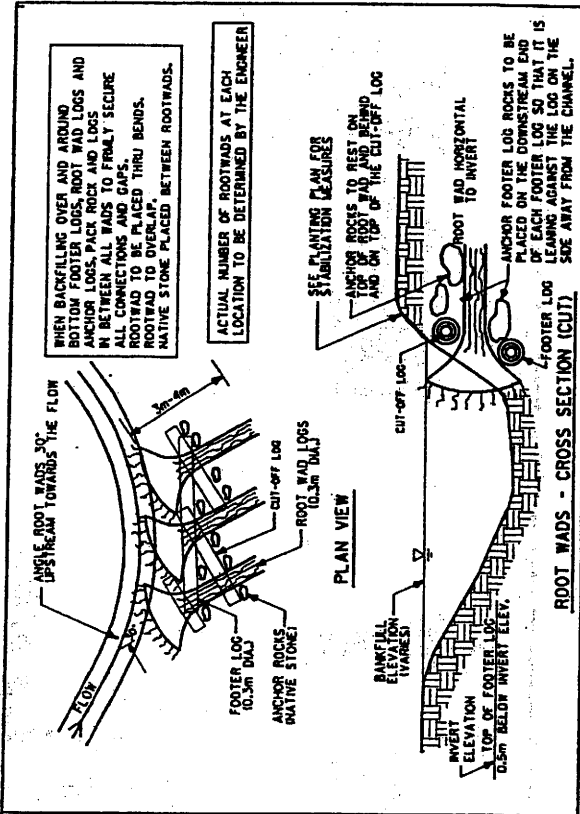 ANGLE ROOT WADS 30°
UPSTREAM TOWARDS THE FLOW
FLOW
3m-4m
FOOTER LOG
(0.3m DIA.)
ANCHOR ROCKS
(NATIVE STONE)
CUT-OFF LOG
ROOT WAD LOGS
(0.3m DIA.)
PLAN VIEW
WHEN BACKFILLING OVER AND AROUND
BOTTOM FOOTER LOGS, ROOT WAD LOGS AND
ANCHOR LOGS, PACK ROCK AND LOGS
IN BETWEEN ALL WADS TO FIRMLY SECURE
ALL CONNECTIONS AND GAPS.
ROOTWAD TO BE PLACED THRU BENDS.
ROOTWAD TO OVERLAP.
NATIVE STONE PLACED BETWEEN ROOTWADS.
ACTUAL NUMBER OF ROOTWADS AT EACH
LOCATION TO BE DETERMINED BY THE ENGINEER
SEE PLANTING PLAN FOR
STABILIZATION MEASURES
ANCHOR ROCKS TO REST ON
TOP OF ROOT WAD AND BEHIND
AND ON TOP OF THE CUT-OFF LOG
ROOT WAD HORIZONTAL
TO INVERT
CUT-OFF LOG
BANKFULL
ELEVATION
(VARIES)
INVERT
ELEVATION
TOP OF FOOTER LOG
0.5m BELOW INVERT ELEV.
FOOTER LOG
ANCHOR FOOTER LOG ROCKS TO BE
PLACED ON THE DOWNSTREAM END
OF EACH FOOTER LOG SO THAT IT IS
LEANING AGAINST THE LOG ON THE
SIDE AWAY FROM THE CHANNEL.
ROOT WADS - CROSS SECTION (CUT)